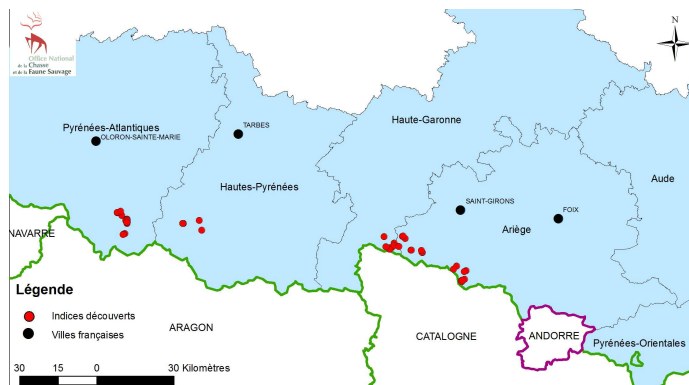 Office National
de la Chasse
et de la Faune Sauvage
N
Pyrénées-Atlantiques
OLORON-SAINTE-MARIE
TARBES
Haute-Garonne
Hautes-Pyrénées
SAINT-GIRONS
FOIX
Aude
Ariège
NAVARRE
Légende
Indices découverts
Villes françaises
ARAGON
CATALOGNE
ANDORRE
Pyrénées-Orientales
30 15 0 30 Kilomètres